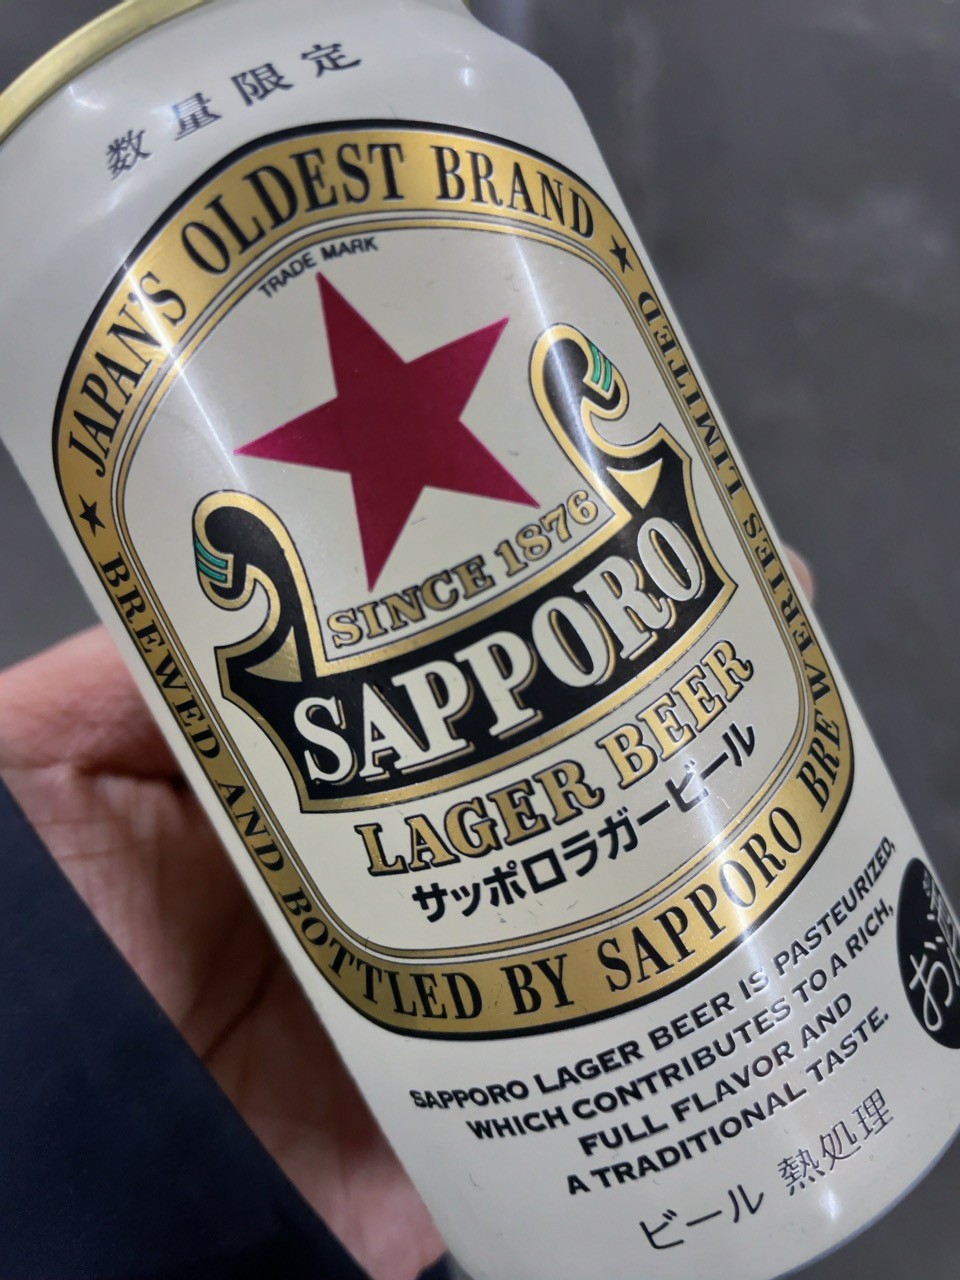 数量限定
★ JAPAN'S OLDEST BRAND ★
TRADE MARK
SINCE 1876
SAPPORO
LAGER BEER
サッポロラガービール
BREWED AND BOTTLED BY SAPPORO BREWERIES LIMITED
SAPPORO LAGER BEER IS PASTEURIZED,
WHICH CONTRIBUTES TO A RICH,
FULL FLAVOR AND
A TRADITIONAL TASTE.
お酒
ビール 熱処理